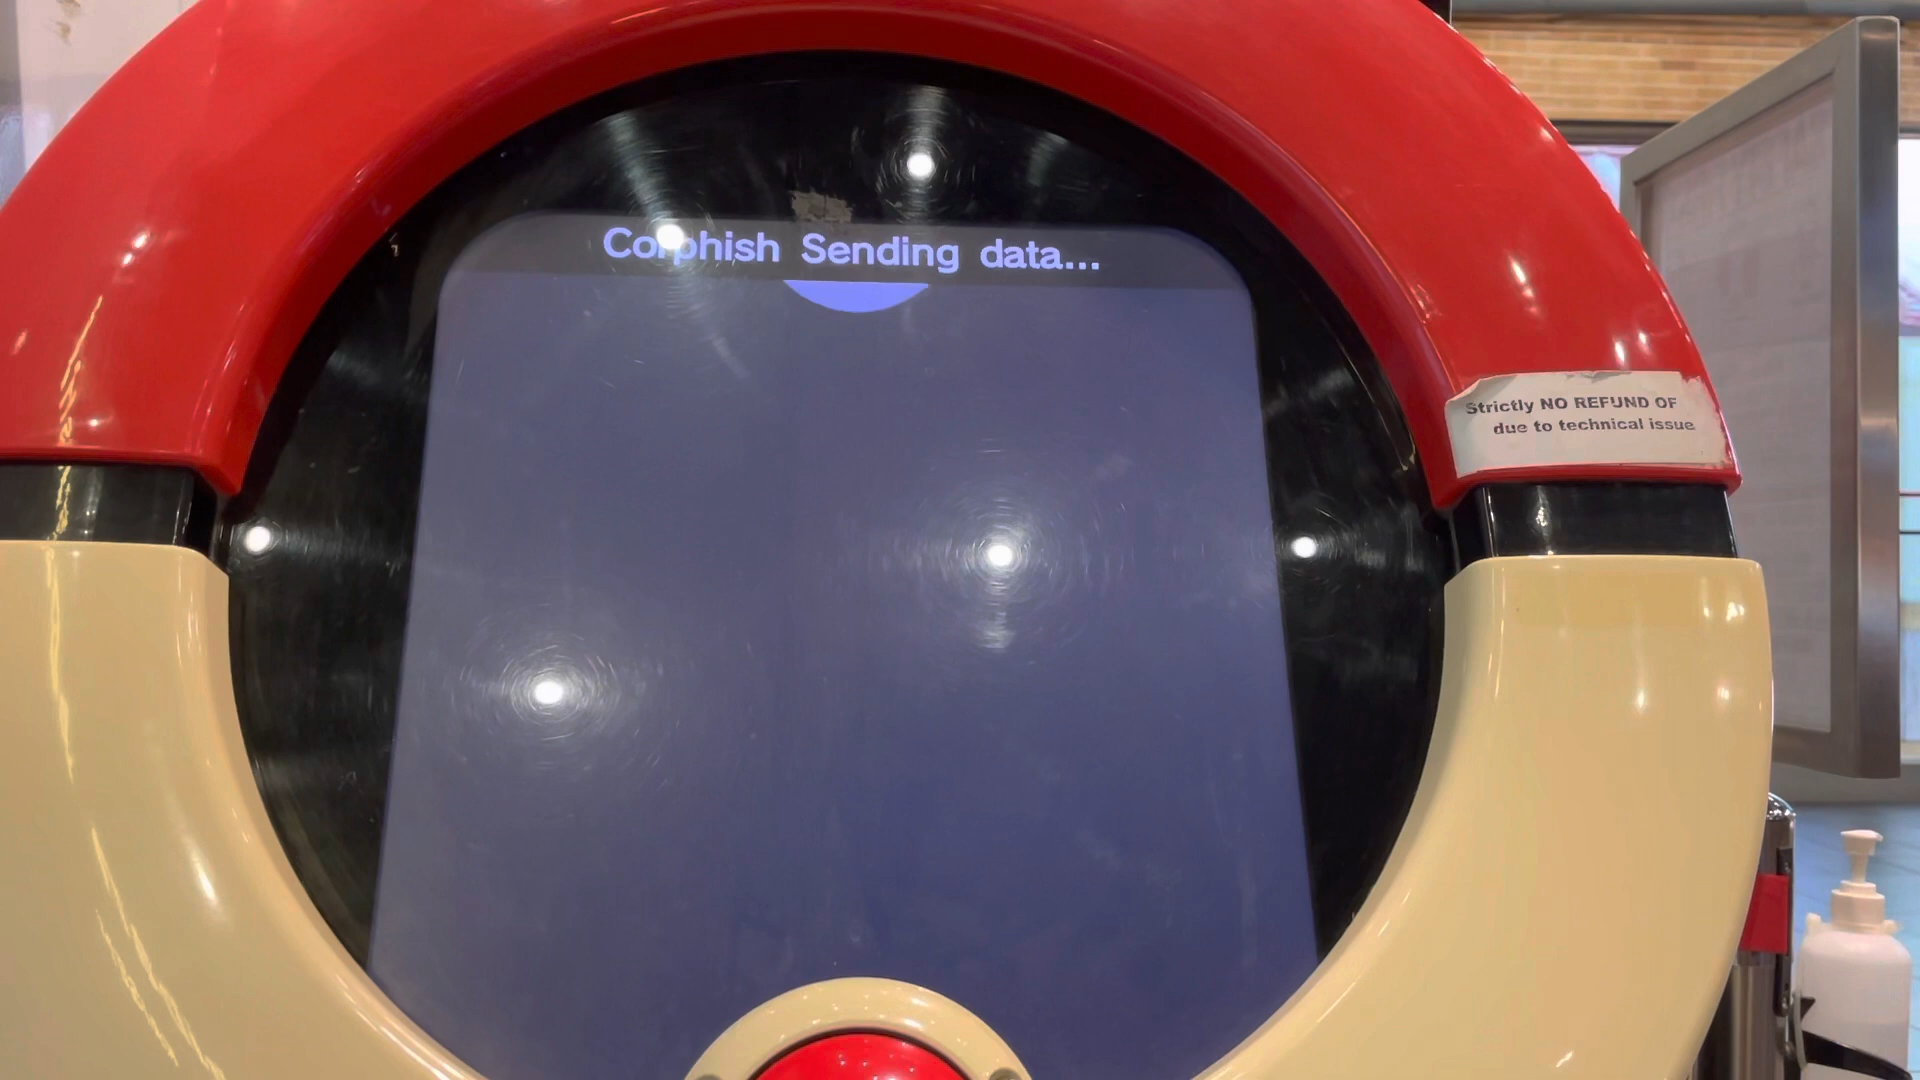 Corphish Sending data...
Strictly NO REFUND OF
due to technical issue